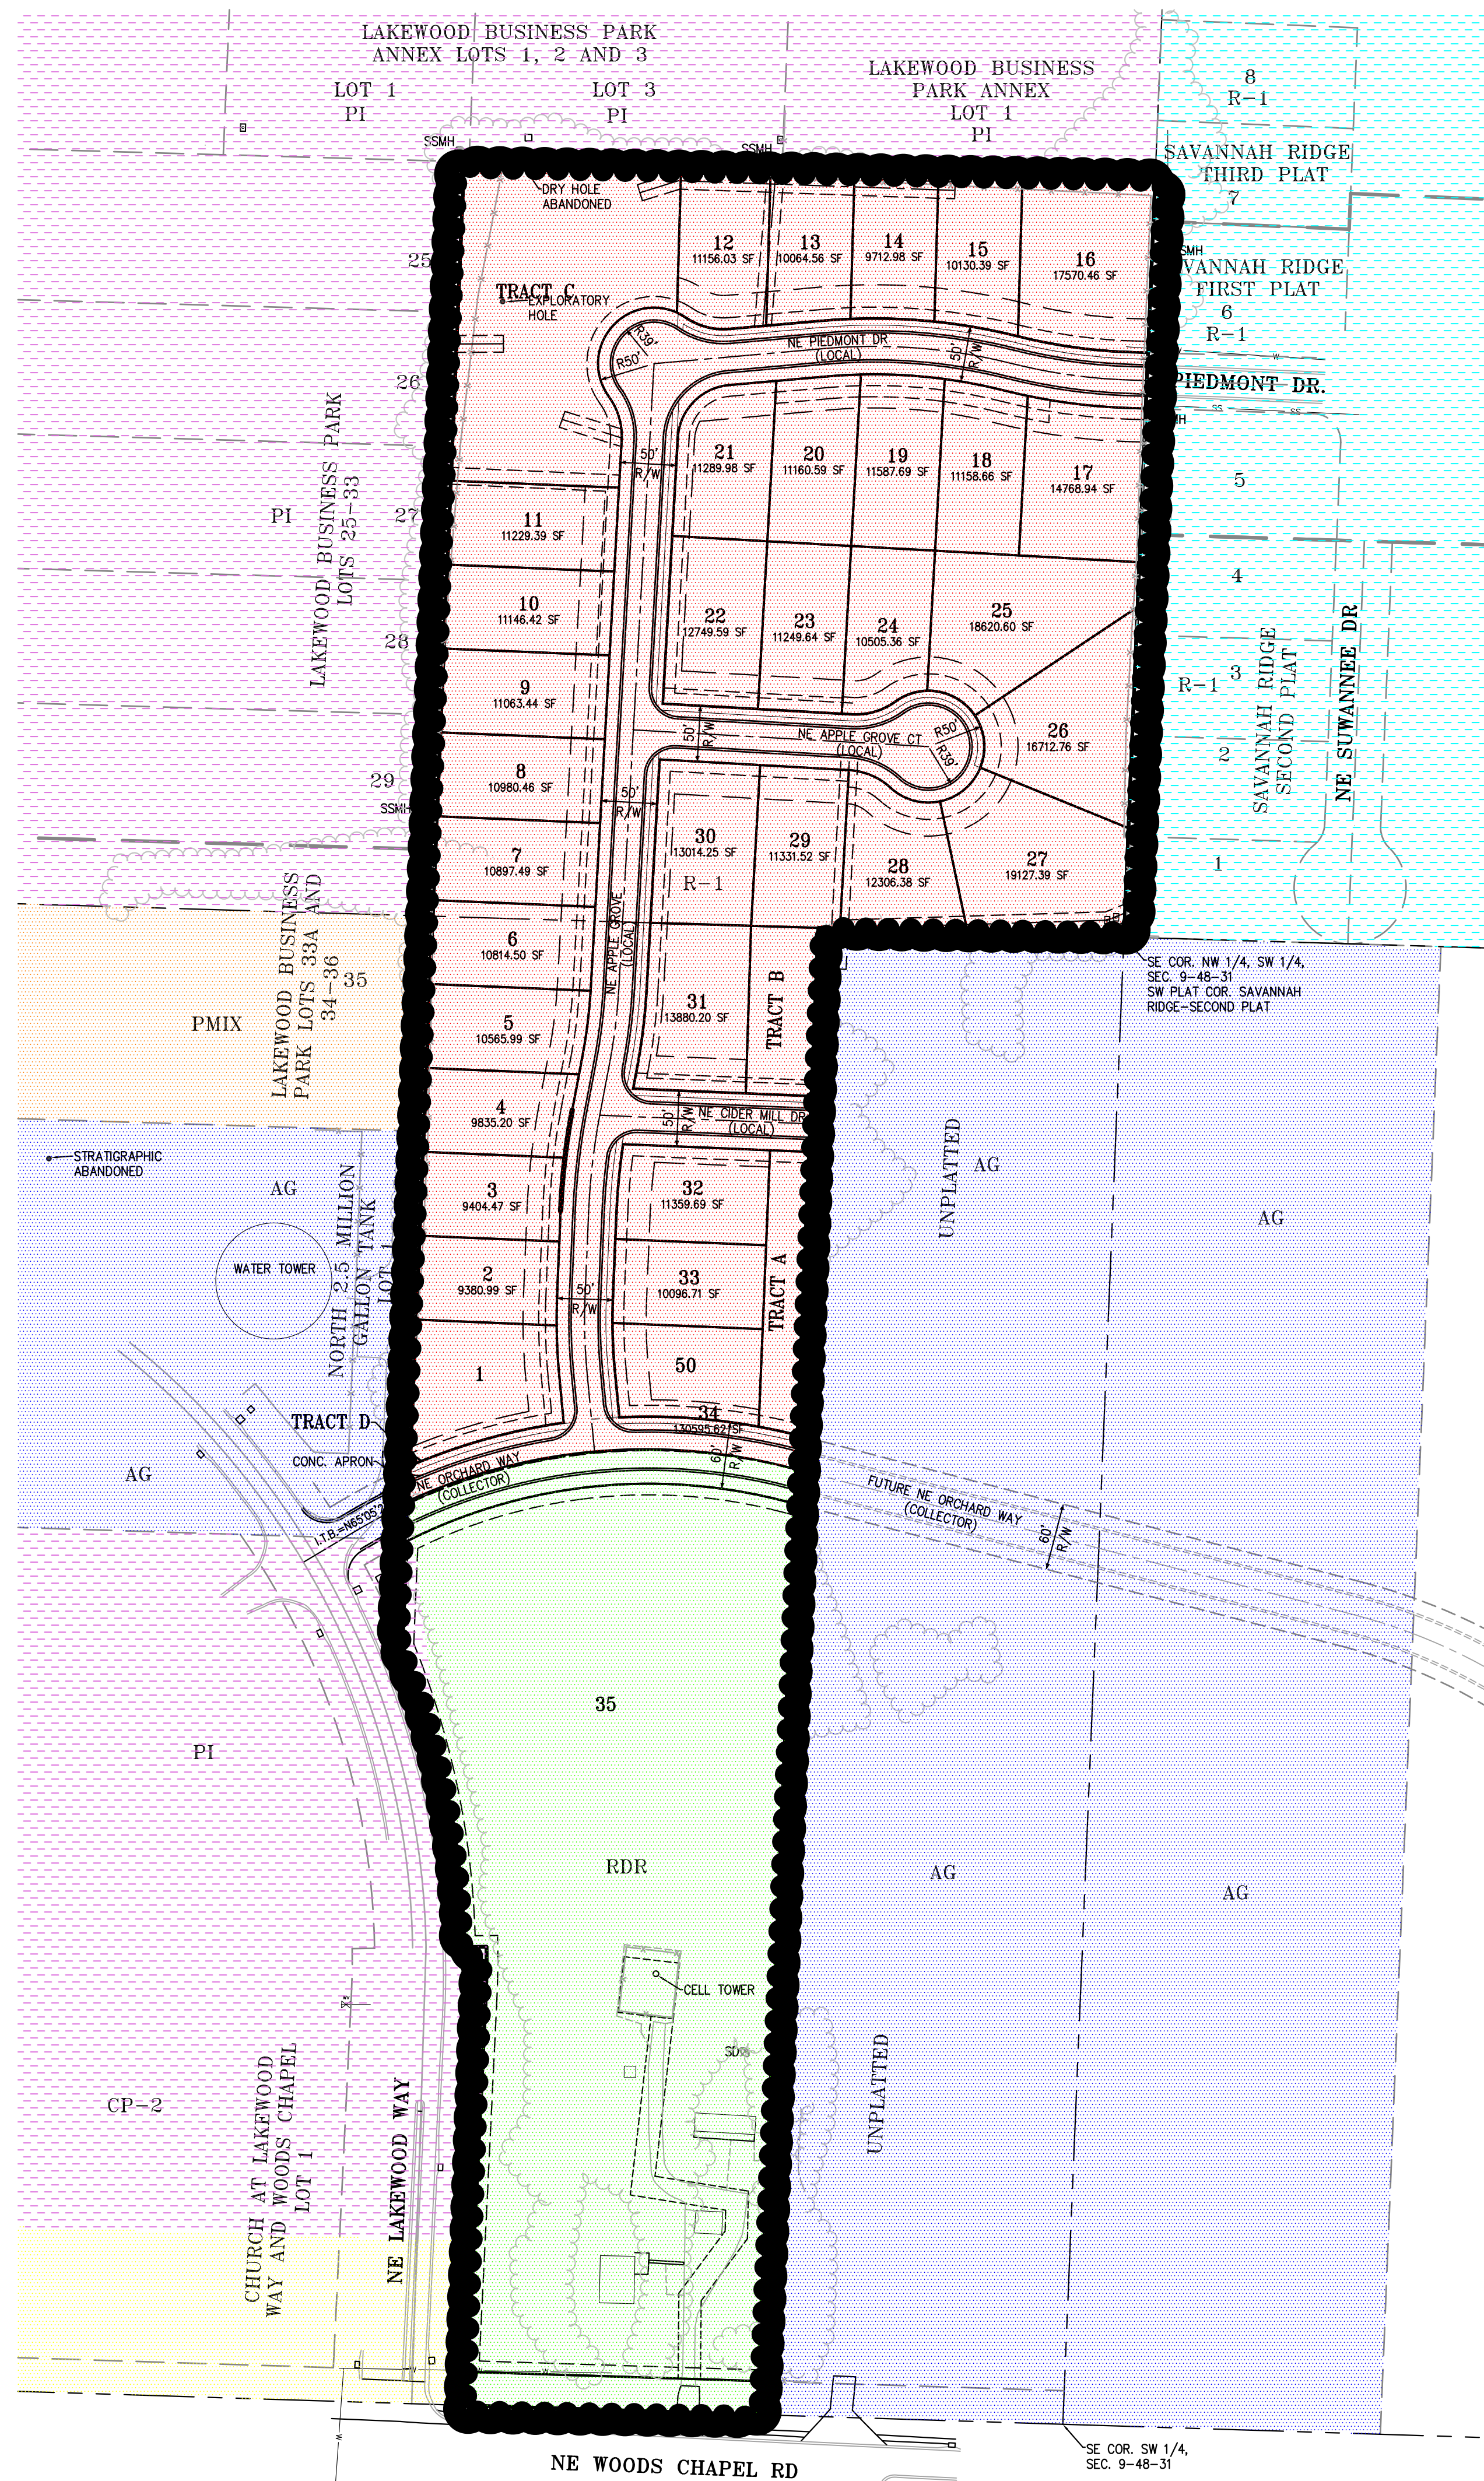 LAKEWOOD BUSINESS PARK
ANNEX LOTS 1, 2 AND 3
LOT 1
PI
LOT 3
PI
LAKEWOOD BUSINESS
PARK ANNEX
LOT 1
PI
8
R-1
SAVANNAH RIDGE
THIRD PLAT
7
SSMH
SSMH
DRY HOLE
ABANDONED
12
11156.03 SF
13
10064.56 SF
14
9712.98 SF
15
10130.39 SF
16
17570.46 SF
SMH
VANNAH RIDGE
FIRST PLAT
6
R-1
25
TRACT C
EXPLORATORY
HOLE
R39'
R50'
NE PIEDMONT DR
(LOCAL)
50'
R/W
PIEDMONT DR.
W
SS
SS
26
27
28
29
PI
LAKEWOOD BUSINESS PARK
LOTS 25-33
50'
R/W
21
11289.98 SF
20
11160.59 SF
19
11587.69 SF
18
11158.66 SF
17
14768.94 SF
5
4
3
R-1
2
1
SAVANNAH RIDGE
SECOND PLAT
NE SUWANNEE DR
11
11229.39 SF
10
11146.42 SF
9
11063.44 SF
8
10980.46 SF
7
10897.49 SF
6
10814.50 SF
5
10565.99 SF
4
9835.20 SF
3
9404.47 SF
2
9380.99 SF
1
22
12749.59 SF
23
11249.64 SF
24
10505.36 SF
25
18620.60 SF
26
16712.76 SF
50'
R/W
NE APPLE GROVE CT
(LOCAL)
R50'
R39'
SSMH
50'
R/W
30
13014.25 SF
R-1
29
11331.52 SF
28
12306.38 SF
27
19127.39 SF
NE APPLE GROVE
(LOCAL)
31
13880.20 SF
TRACT B
SE COR. NW 1/4, SW 1/4,
SEC. 9-48-31
SW PLAT COR. SAVANNAH
RIDGE-SECOND PLAT
LAKEWOOD BUSINESS
PARK LOTS 33A AND
34-36
35
PMIX
50'
R/W
NE CIDER MILL DR
(LOCAL)
STRATIGRAPHIC
ABANDONED
AG
NORTH 2.5 MILLION
GALLON TANK
LOT 1
WATER TOWER
UNPLATTED
AG
AG
32
11359.69 SF
33
10096.71 SF
TRACT A
50'
R/W
50
34
130595.62 SF
TRACT D
CONC. APRON
AG
NE ORCHARD WAY
(COLLECTOR)
60'
R/W
FUTURE NE ORCHARD WAY
(COLLECTOR)
60'
R/W
35
PI
RDR
AG
AG
CELL TOWER
UNPLATTED
CP-2
CHURCH AT LAKEWOOD
WAY AND WOODS CHAPEL
LOT 1
NE LAKEWOOD WAY
W
W
NE WOODS CHAPEL RD
SE COR. SW 1/4,
SEC. 9-48-31